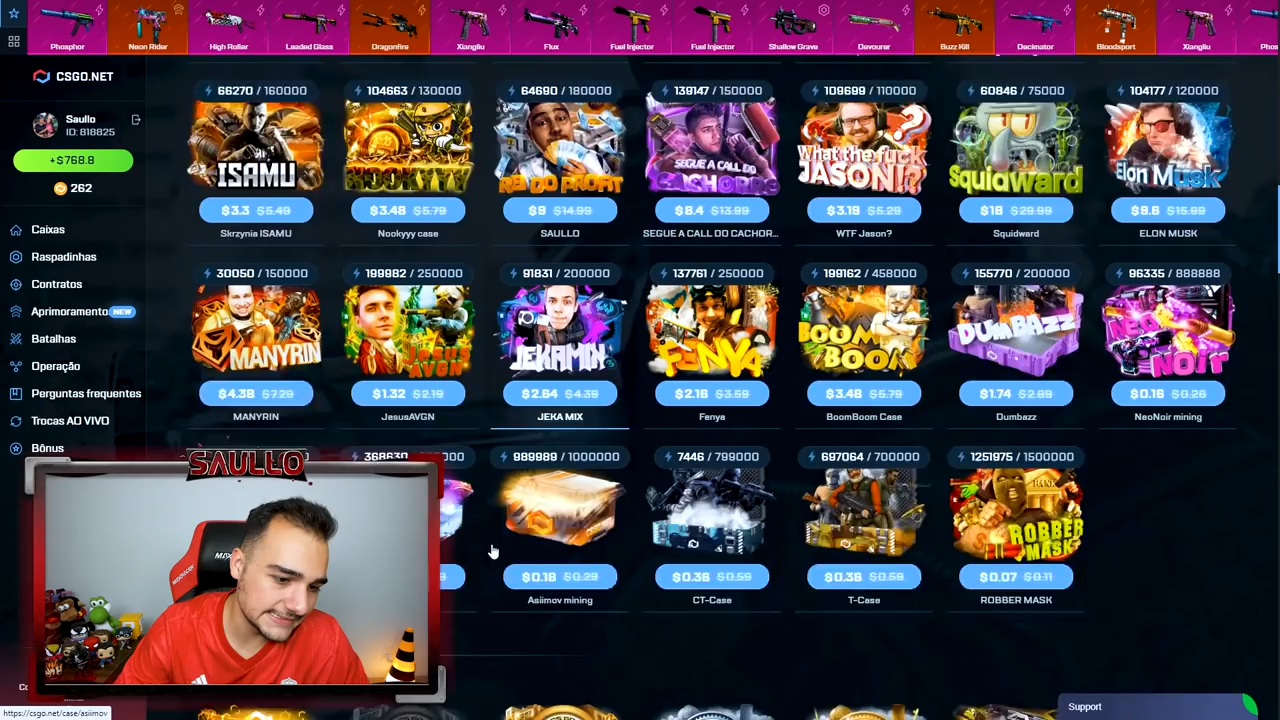 Phosphor
Neon Rider
High Roller
Leaded Glass
Dragonfire
Xiangliu
Flux
Fuel Injector
Fuel Injector
Shallow Grave
Devourer
Buzz Kill
Decimator
Bloodsport
Xiangliu
CSGO.NET
Saullo
ID: 818825
+$768.8
262
Caixas
Raspadinhas
Contratos
Aprimoramento NEW
Batalhas
Operação
Perguntas frequentes
Trocas AO VIVO
Bônus
66270 / 160000
104663 / 130000
64690 / 180000
139147 / 150000
109699 / 110000
60846 / 75000
104177 / 120000
ISAMU
NOOKYYY
REI DO PROFIT
SEGUE A CALL DO
CACHORRO
What the fuck
JASON!?
Squidward
Elon Musk
$3.3 $5.49
$3.48 $5.79
$9 $14.99
$8.4 $13.99
$3.18 $5.29
$18 $29.99
$9.6 $15.99
Skrzynia ISAMU
Nookyyy case
SAULLO
SEGUE A CALL DO CACHOR...
WTF Jason?
Squidward
ELON MUSK
30050 / 150000
199982 / 250000
91831 / 200000
137761 / 250000
199162 / 458000
155770 / 200000
96335 / 888888
MANYRIN
JESUS
AVGN
JEKAMIX
FENYA
BOOM
BOOM
DUMBAZZ
NEO
NOIR
$4.38 $7.29
$1.32 $2.19
$2.64 $4.39
$2.16 $3.59
$3.48 $5.79
$1.74 $2.89
$0.16 $0.26
MANYRIN
JesusAVGN
JEKA MIX
Fenya
BoomBoom Case
Dumbazz
NeoNoir mining
989989 / 1000000
7446 / 799000
697064 / 700000
1251975 / 1500000
BANK
ROBBER
MASK
$0.18 $0.29
$0.36 $0.59
$0.36 $0.59
$0.07 $0.11
Asiimov mining
CT-Case
T-Case
ROBBER MASK
SAULLO
Support
https://csgo.net/case/asiimov